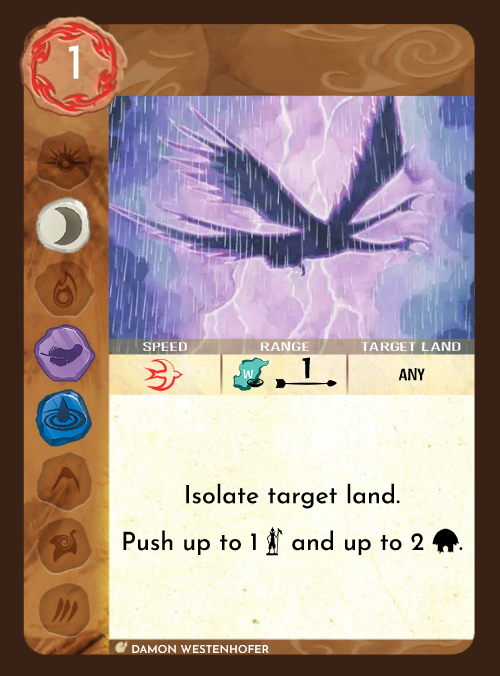 1
SPEED RANGE TARGET LAND
W 1 ANY
Isolate target land.
Push up to 1 and up to 2 .
DAMON WESTENHOFER